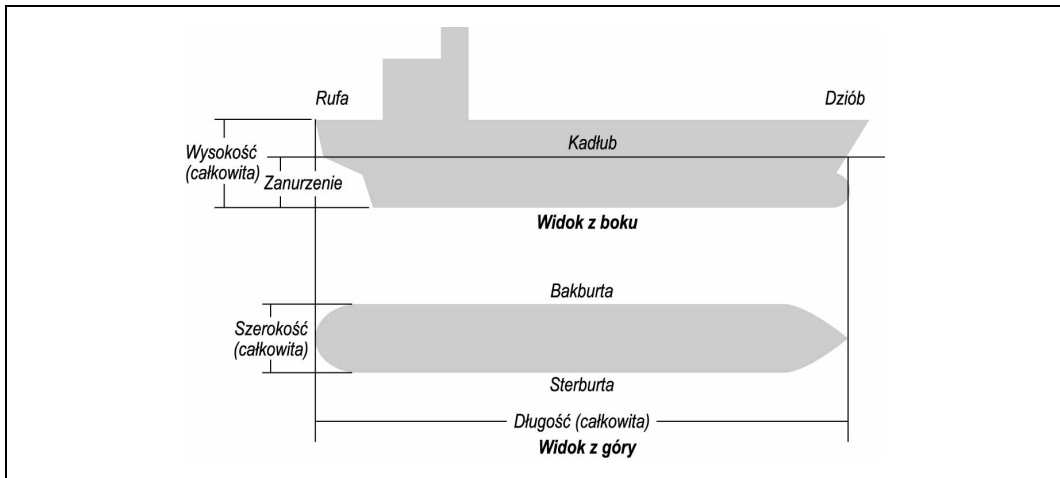 Rufa
Dziób
Kadłub
Wysokość
(całkowita)
Zanurzenie
Widok z boku
Bakburta
Szerokość
(całkowita)
Sterburta
Długość (całkowita)
Widok z góry